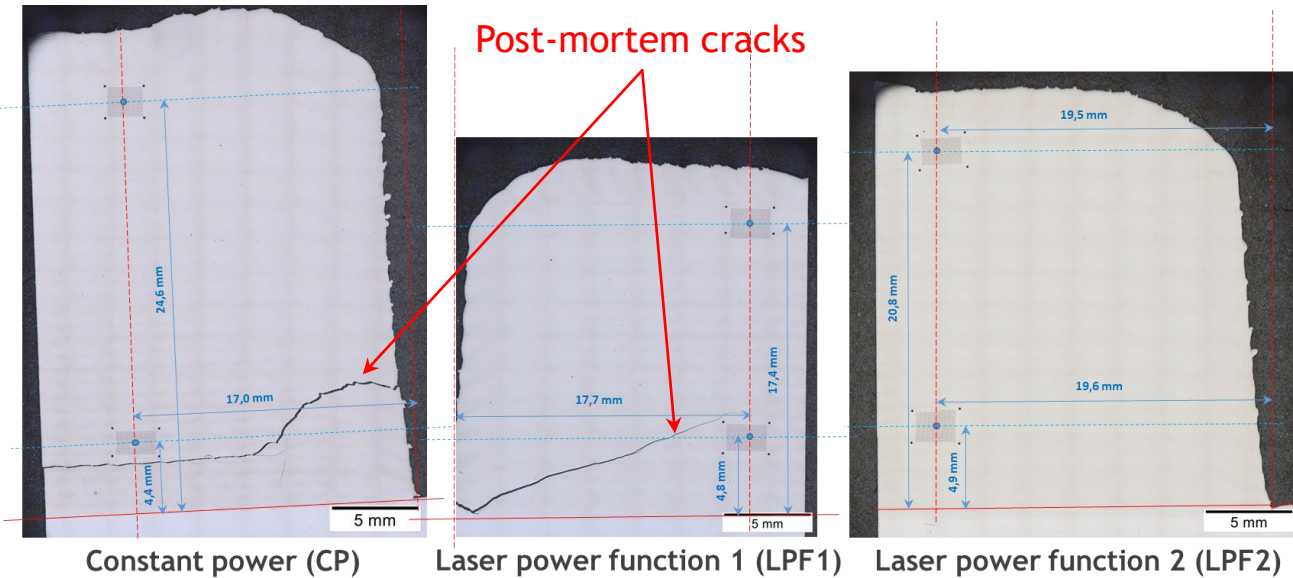 Post-mortem cracks
24,6 mm
17,0 mm
4,4 mm
5 mm
17,4 mm
17,7 mm
4,8 mm
5 mm
19,5 mm
20,8 mm
19,6 mm
4,9 mm
5 mm
Constant power (CP)
Laser power function 1 (LPF1)
Laser power function 2 (LPF2)